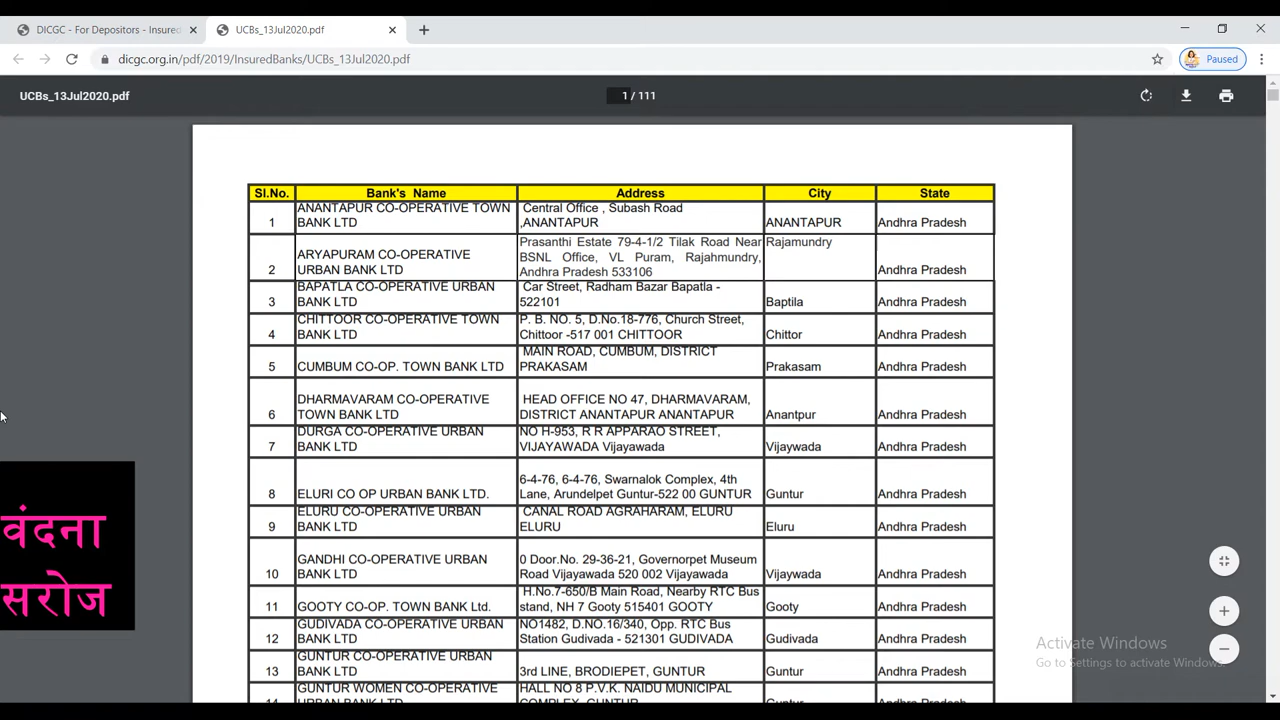 DICGC - For Depositors - Insured
UCBs_13Jul2020.pdf
dicgc.org.in/pdf/2019/InsuredBanks/UCBs_13Jul2020.pdf
Paused
UCBs_13Jul2020.pdf
1 / 111
Sl.No. Bank's Name Address City State
1 ANANTAPUR CO-OPERATIVE TOWN BANK LTD Central Office , Subash Road ,ANANTAPUR ANANTAPUR Andhra Pradesh
2 ARYAPURAM CO-OPERATIVE URBAN BANK LTD Prasanthi Estate 79-4-1/2 Tilak Road Near BSNL Office, VL Puram, Rajahmundry, Andhra Pradesh 533106 Rajamundry Andhra Pradesh
3 BAPATLA CO-OPERATIVE URBAN BANK LTD Car Street, Radham Bazar Bapatla - 522101 Baptila Andhra Pradesh
4 CHITTOOR CO-OPERATIVE TOWN BANK LTD P. B. NO. 5, D.No.18-776, Church Street, Chittoor -517 001 CHITTOOR Chittor Andhra Pradesh
5 CUMBUM CO-OP. TOWN BANK LTD MAIN ROAD, CUMBUM, DISTRICT PRAKASAM Prakasam Andhra Pradesh
6 DHARMAVARAM CO-OPERATIVE TOWN BANK LTD HEAD OFFICE NO 47, DHARMAVARAM, DISTRICT ANANTAPUR ANANTAPUR Anantpur Andhra Pradesh
7 DURGA CO-OPERATIVE URBAN BANK LTD NO H-953, R R APPARAO STREET, VIJAYAWADA Vijayawada Vijaywada Andhra Pradesh
8 ELURI CO OP URBAN BANK LTD. 6-4-76, 6-4-76, Swarnalok Complex, 4th Lane, Arundelpet Guntur-522 00 GUNTUR Guntur Andhra Pradesh
9 ELURU CO-OPERATIVE URBAN BANK LTD CANAL ROAD AGRAHARAM, ELURU ELURU Eluru Andhra Pradesh
10 GANDHI CO-OPERATIVE URBAN BANK LTD 0 Door.No. 29-36-21, Governorpet Museum Road Vijayawada 520 002 Vijayawada Vijaywada Andhra Pradesh
11 GOOTY CO-OP. TOWN BANK Ltd. H.No.7-650/B Main Road, Nearby RTC Bus stand, NH 7 Gooty 515401 GOOTY Gooty Andhra Pradesh
12 GUDIVADA CO-OPERATIVE URBAN BANK LTD NO1482, D.NO.16/340, Opp. RTC Bus Station Gudivada - 521301 GUDIVADA Gudivada Andhra Pradesh
13 GUNTUR CO-OPERATIVE URBAN BANK LTD 3rd LINE, BRODIEPET, GUNTUR Guntur Andhra Pradesh
14 GUNTUR WOMEN CO-OPERATIVE URBAN BANK LTD HALL NO 8 P.V.K. NAIDU MUNICIPAL COMPLEX, GUNTUR Guntur Andhra Pradesh
वंदना
सरोज
Activate Windows
Go to Settings to activate Windows.